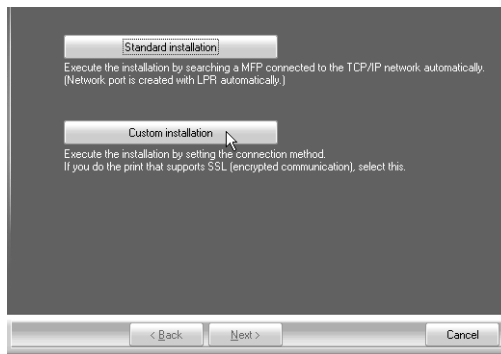 Standard installation
Execute the installation by searching a MFP connected to the TCP/IP network automatically.
(Network port is created with LPR automatically.)
Custom installation
Execute the installation by setting the connection method.
If you do the print that supports SSL (encrypted communication), select this.
< Back Next > Cancel